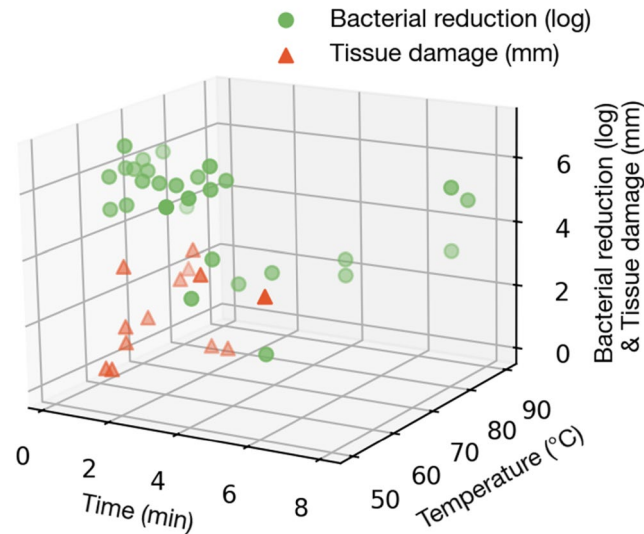 Bacterial reduction (log)
Tissue damage (mm)
6
4
2
0
Bacterial reduction (log)
& Tissue damage (mm)
0
2
4
6
8
Time (min)
50
60
70
80
90
Temperature (°C)